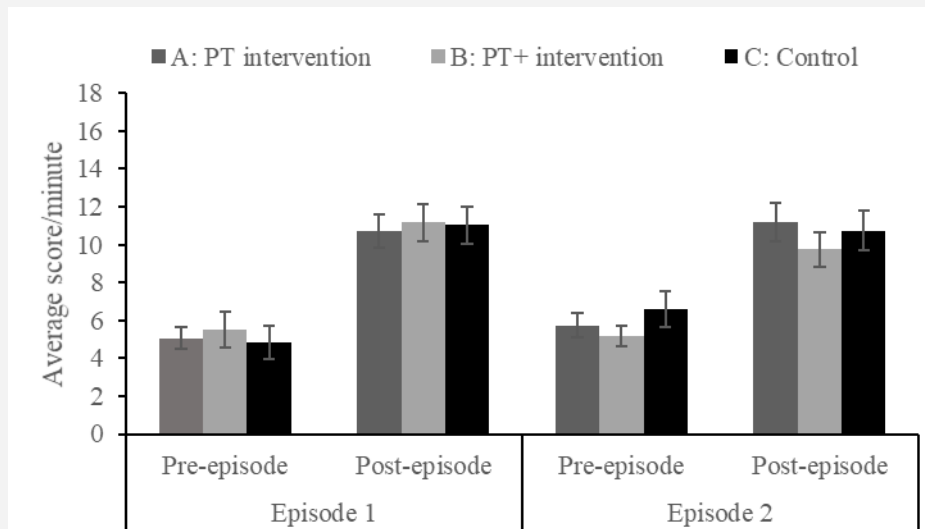 A: PT intervention B: PT+ intervention C: Control
Average score/minute
18
16
14
12
10
8
6
4
2
0
Pre-episode Post-episode Pre-episode Post-episode
Episode 1 Episode 2